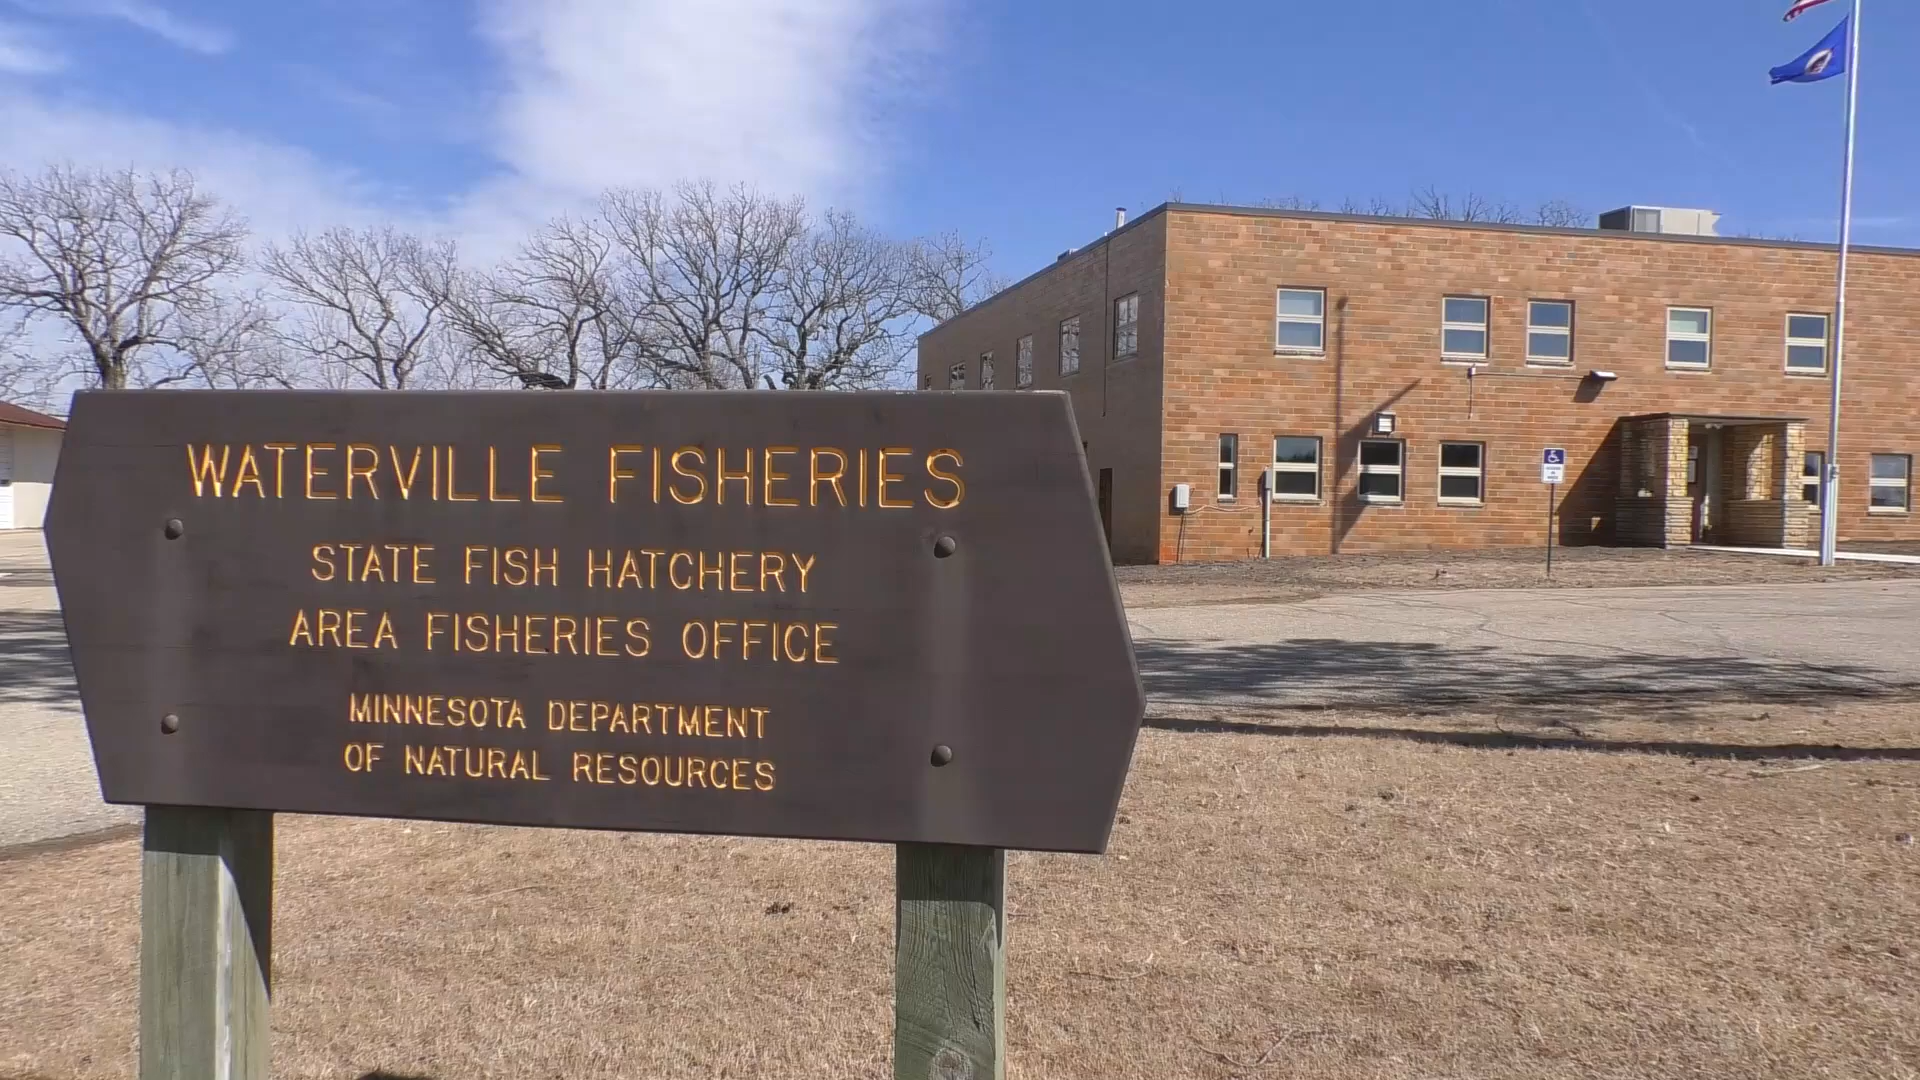 WATERVILLE FISHERIES
STATE FISH HATCHERY
AREA FISHERIES OFFICE
MINNESOTA DEPARTMENT
OF NATURAL RESOURCES